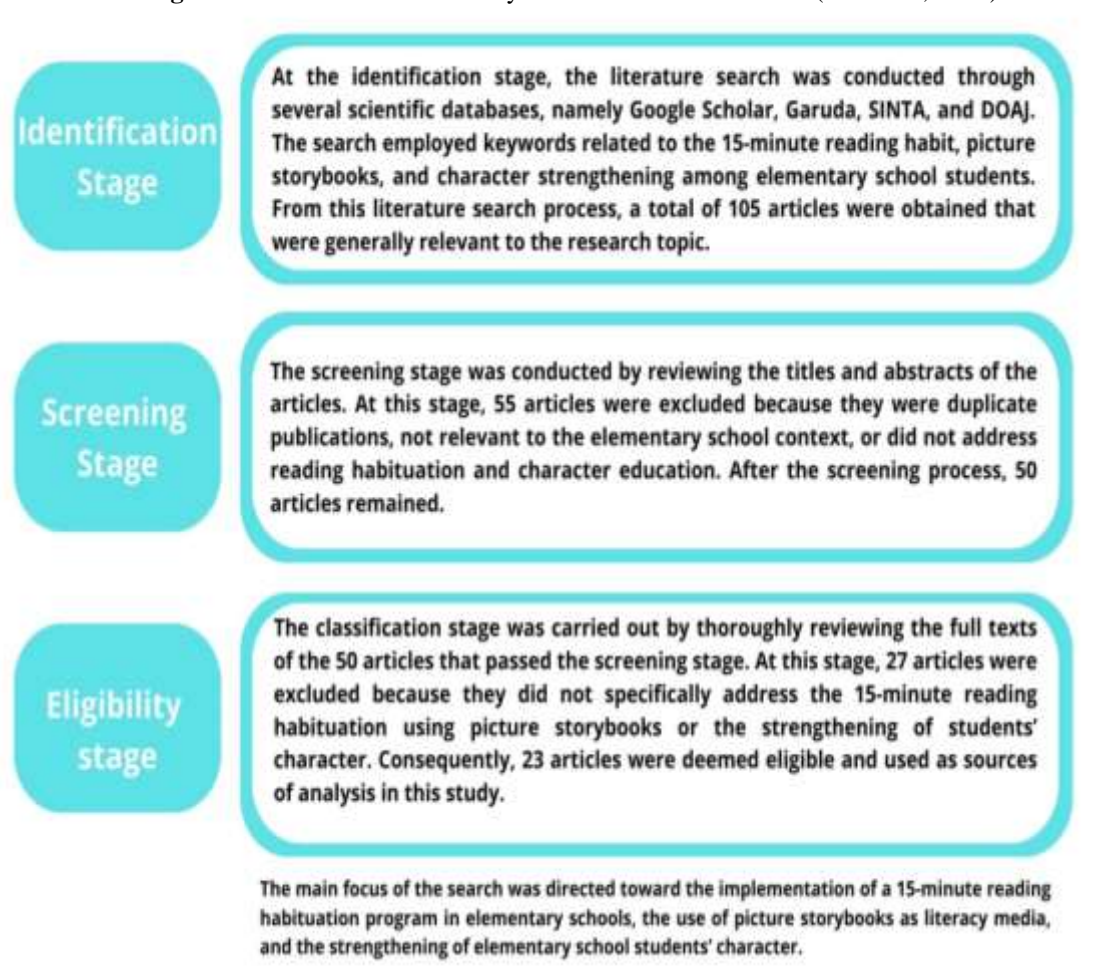 Identification
Stage
At the identification stage, the literature search was conducted through
several scientific databases, namely Google Scholar, Garuda, SINTA, and DOAJ.
The search employed keywords related to the 15-minute reading habit, picture
storybooks, and character strengthening among elementary school students.
From this literature search process, a total of 105 articles were obtained that
were generally relevant to the research topic.
Screening
Stage
The screening stage was conducted by reviewing the titles and abstracts of the
articles. At this stage, 55 articles were excluded because they were duplicate
publications, not relevant to the elementary school context, or did not address
reading habituation and character education. After the screening process, 50
articles remained.
Eligibility
stage
The classification stage was carried out by thoroughly reviewing the full texts
of the 50 articles that passed the screening stage. At this stage, 27 articles were
excluded because they did not specifically address the 15-minute reading
habituation using picture storybooks or the strengthening of students'
character. Consequently, 23 articles were deemed eligible and used as sources
of analysis in this study.
The main focus of the search was directed toward the implementation of a 15-minute reading
habituation program in elementary schools, the use of picture storybooks as literacy media,
and the strengthening of elementary school students' character.